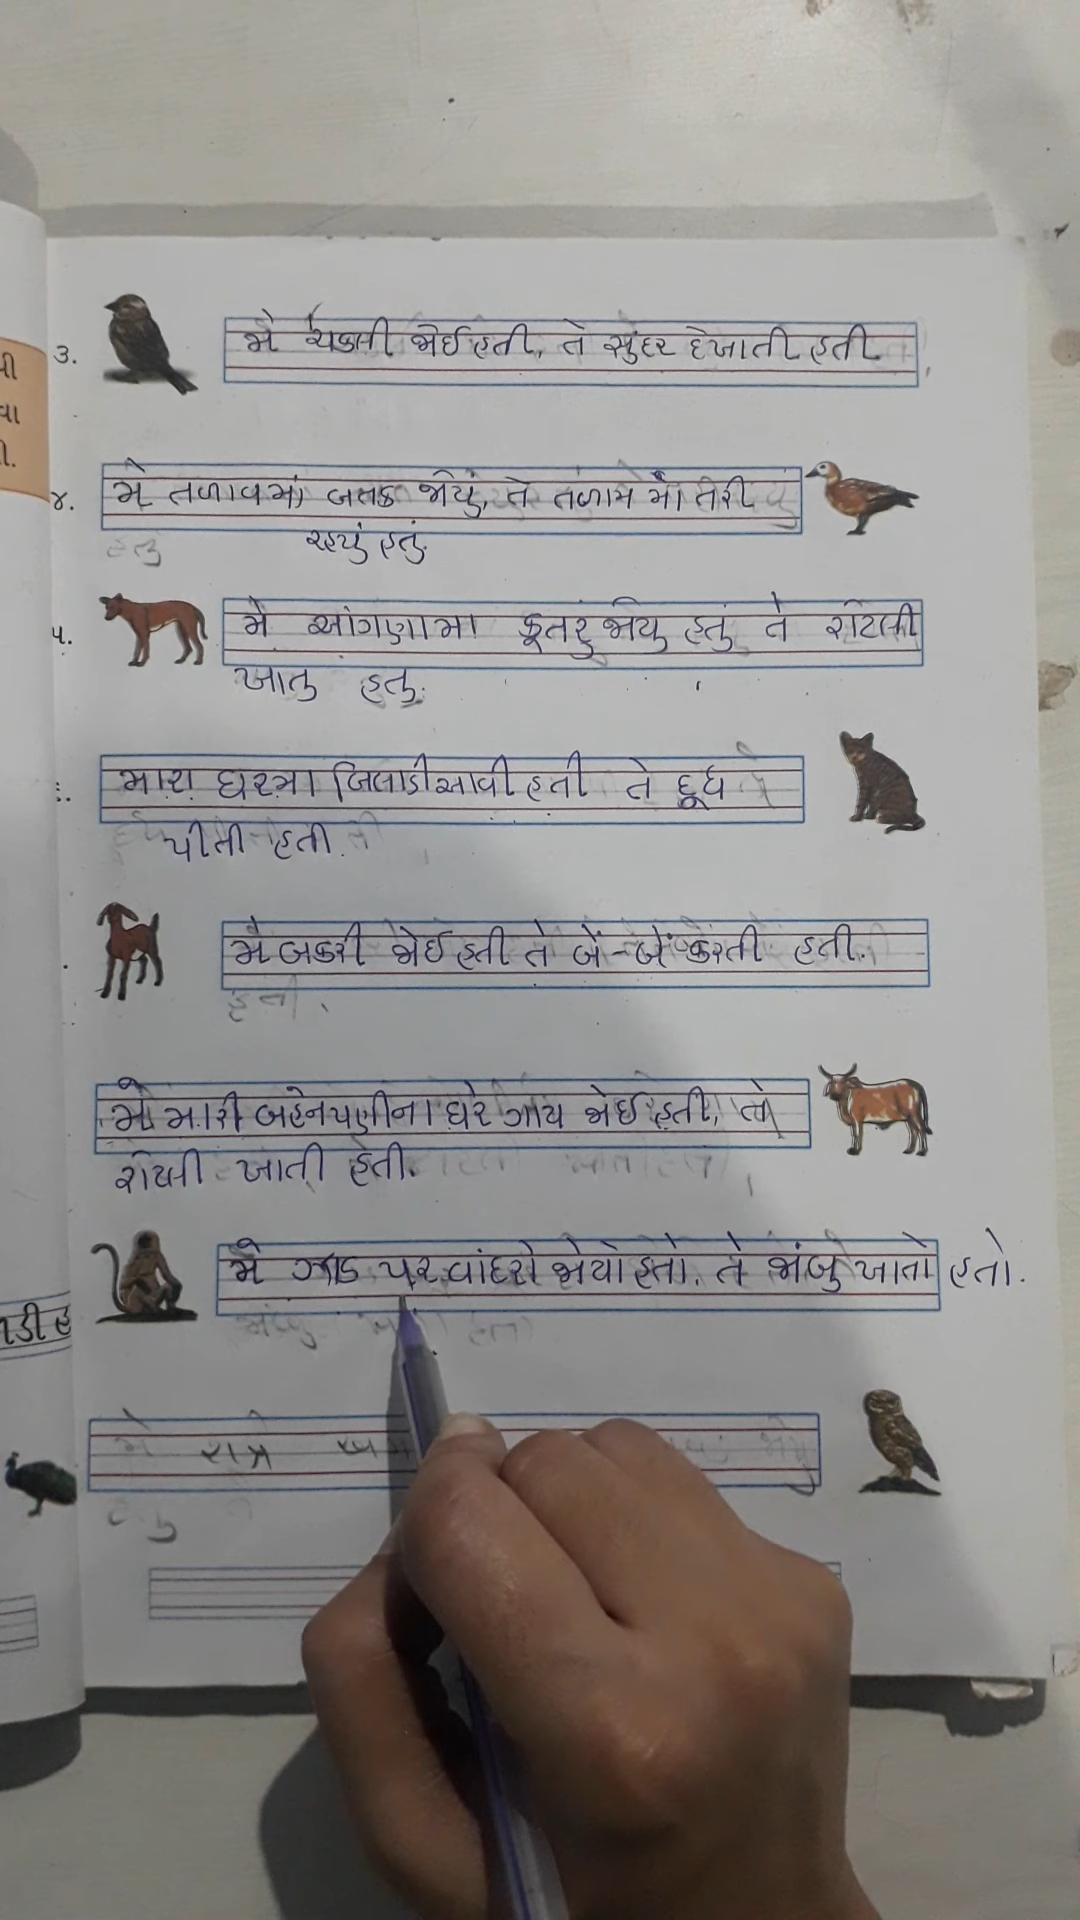 ૩. મે ચકલી જોઈ હતી, તે સુંદર દેખાતી હતી
૪. મે તળાવમાં બતક જોયું, તે તળાવ માં તરી
રહ્યું હતું.
૫. મે આંગણામા કૂતરું જોયુ હતું તે રોટલી
ખાતુ હતુ.
મારા ઘરમા બિલાડી આવી હતી તે દૂધ
પીતી હતી.
મે બકરી જોઈ હતી તે બેં-બેં કરતી હતી.
મે મારી બહેનપણીના ઘરે ગાય જોઈ હતી, તે
રોટલી ખાતી હતી.
મે ઝાડ પર વાંદરો જોયો હતો. તે જાંબુ ખાતો હતો.
મે રાત્રે